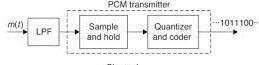 PCM transmitter
m(t)
LPF
Sample
and hold
Quantizer
and coder
···1011100···